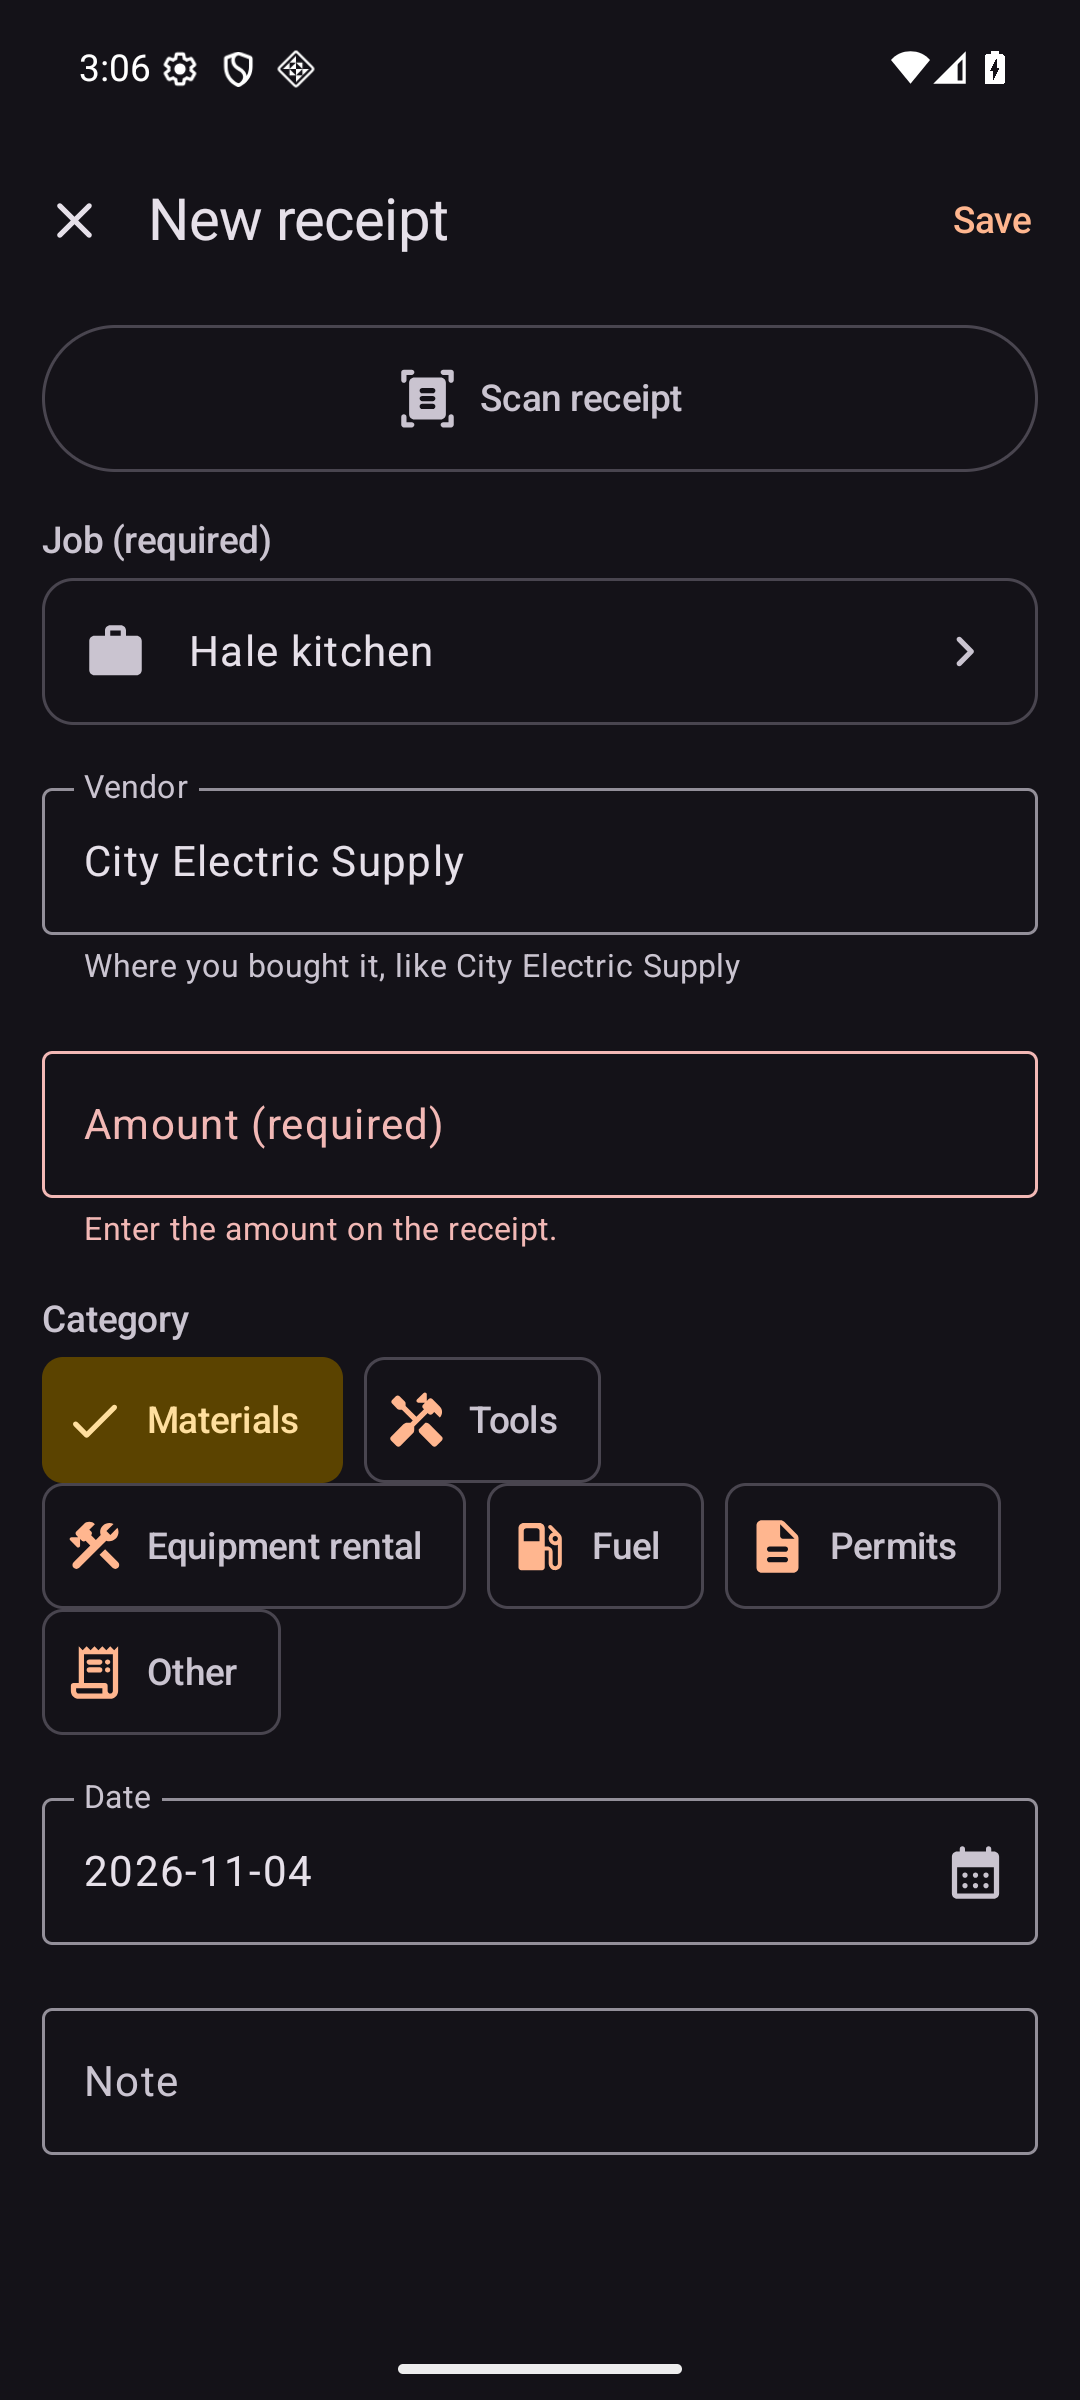 3:06
New receipt
Save
Scan receipt
Job (required)
Hale kitchen
Vendor
City Electric Supply
Where you bought it, like City Electric Supply
Amount (required)
Enter the amount on the receipt.
Category
Materials
Tools
Equipment rental
Fuel
Permits
Other
Date
2026-11-04
Note